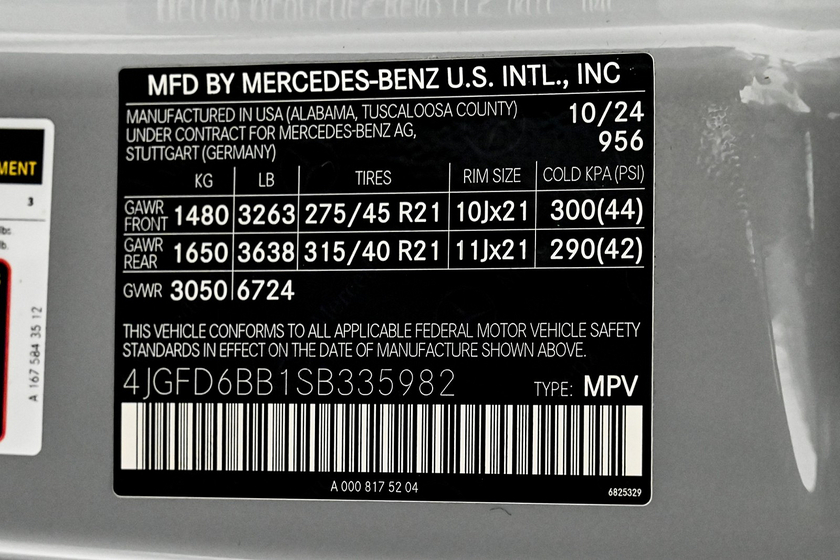 MFD BY MERCEDES-BENZ U.S. INTL., INC
MANUFACTURED IN USA (ALABAMA, TUSCALOOSA COUNTY) 10/24
UNDER CONTRACT FOR MERCEDES-BENZ AG, 956
STUTTGART (GERMANY)
KG LB TIRES RIM SIZE COLD KPA (PSI)
GAWR FRONT 1480 3263 275/45 R21 10Jx21 300(44)
GAWR REAR 1650 3638 315/40 R21 11Jx21 290(42)
GVWR 3050 6724
THIS VEHICLE CONFORMS TO ALL APPLICABLE FEDERAL MOTOR VEHICLE SAFETY
STANDARDS IN EFFECT ON THE DATE OF MANUFACTURE SHOWN ABOVE.
4JGFD6BB1SB335982 TYPE: MPV
A 000 817 52 04
6825329
MENT
3
lbs
lb.
A 167 584 35 12